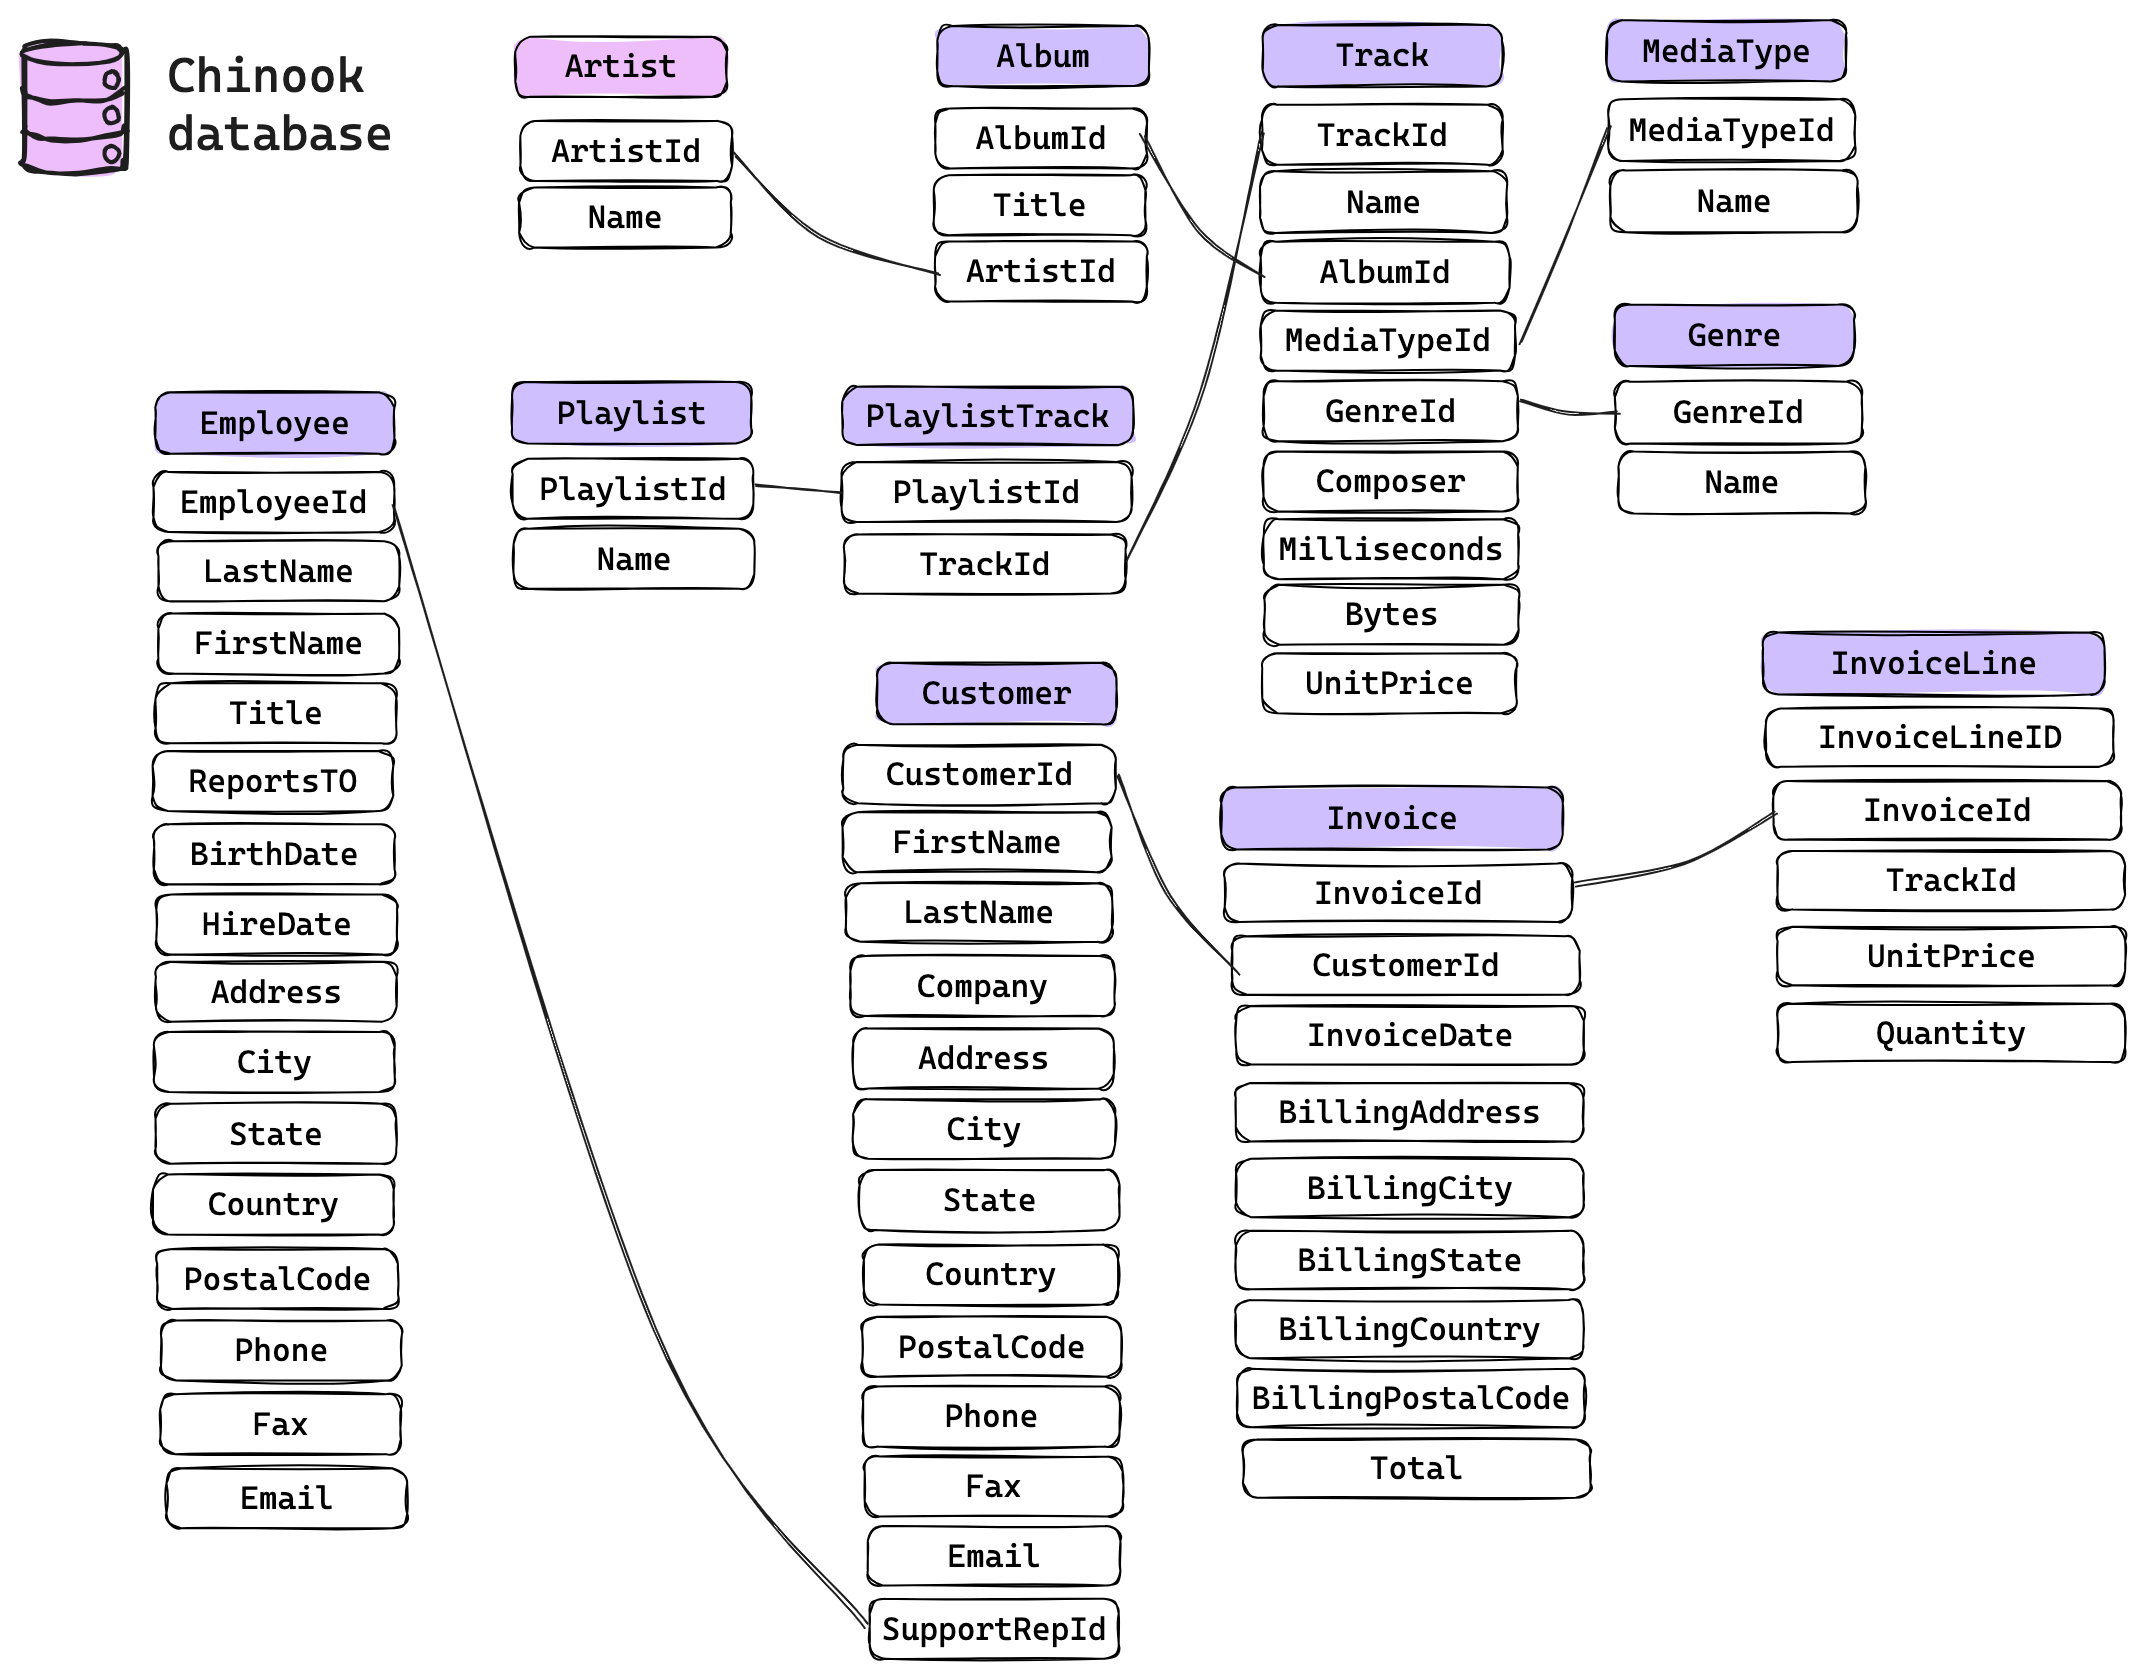 Chinook
database
Artist
ArtistId
Name
Album
AlbumId
Title
ArtistId
Track
TrackId
Name
AlbumId
MediaTypeId
GenreId
Composer
Milliseconds
Bytes
UnitPrice
MediaType
MediaTypeId
Name
Genre
GenreId
Name
Employee
EmployeeId
LastName
FirstName
Title
ReportsTO
BirthDate
HireDate
Address
City
State
Country
PostalCode
Phone
Fax
Email
Playlist
PlaylistId
Name
PlaylistTrack
PlaylistId
TrackId
Customer
CustomerId
FirstName
LastName
Company
Address
City
State
Country
PostalCode
Phone
Fax
Email
SupportRepId
Invoice
InvoiceId
CustomerId
InvoiceDate
BillingAddress
BillingCity
BillingState
BillingCountry
BillingPostalCode
Total
InvoiceLine
InvoiceLineID
InvoiceId
TrackId
UnitPrice
Quantity